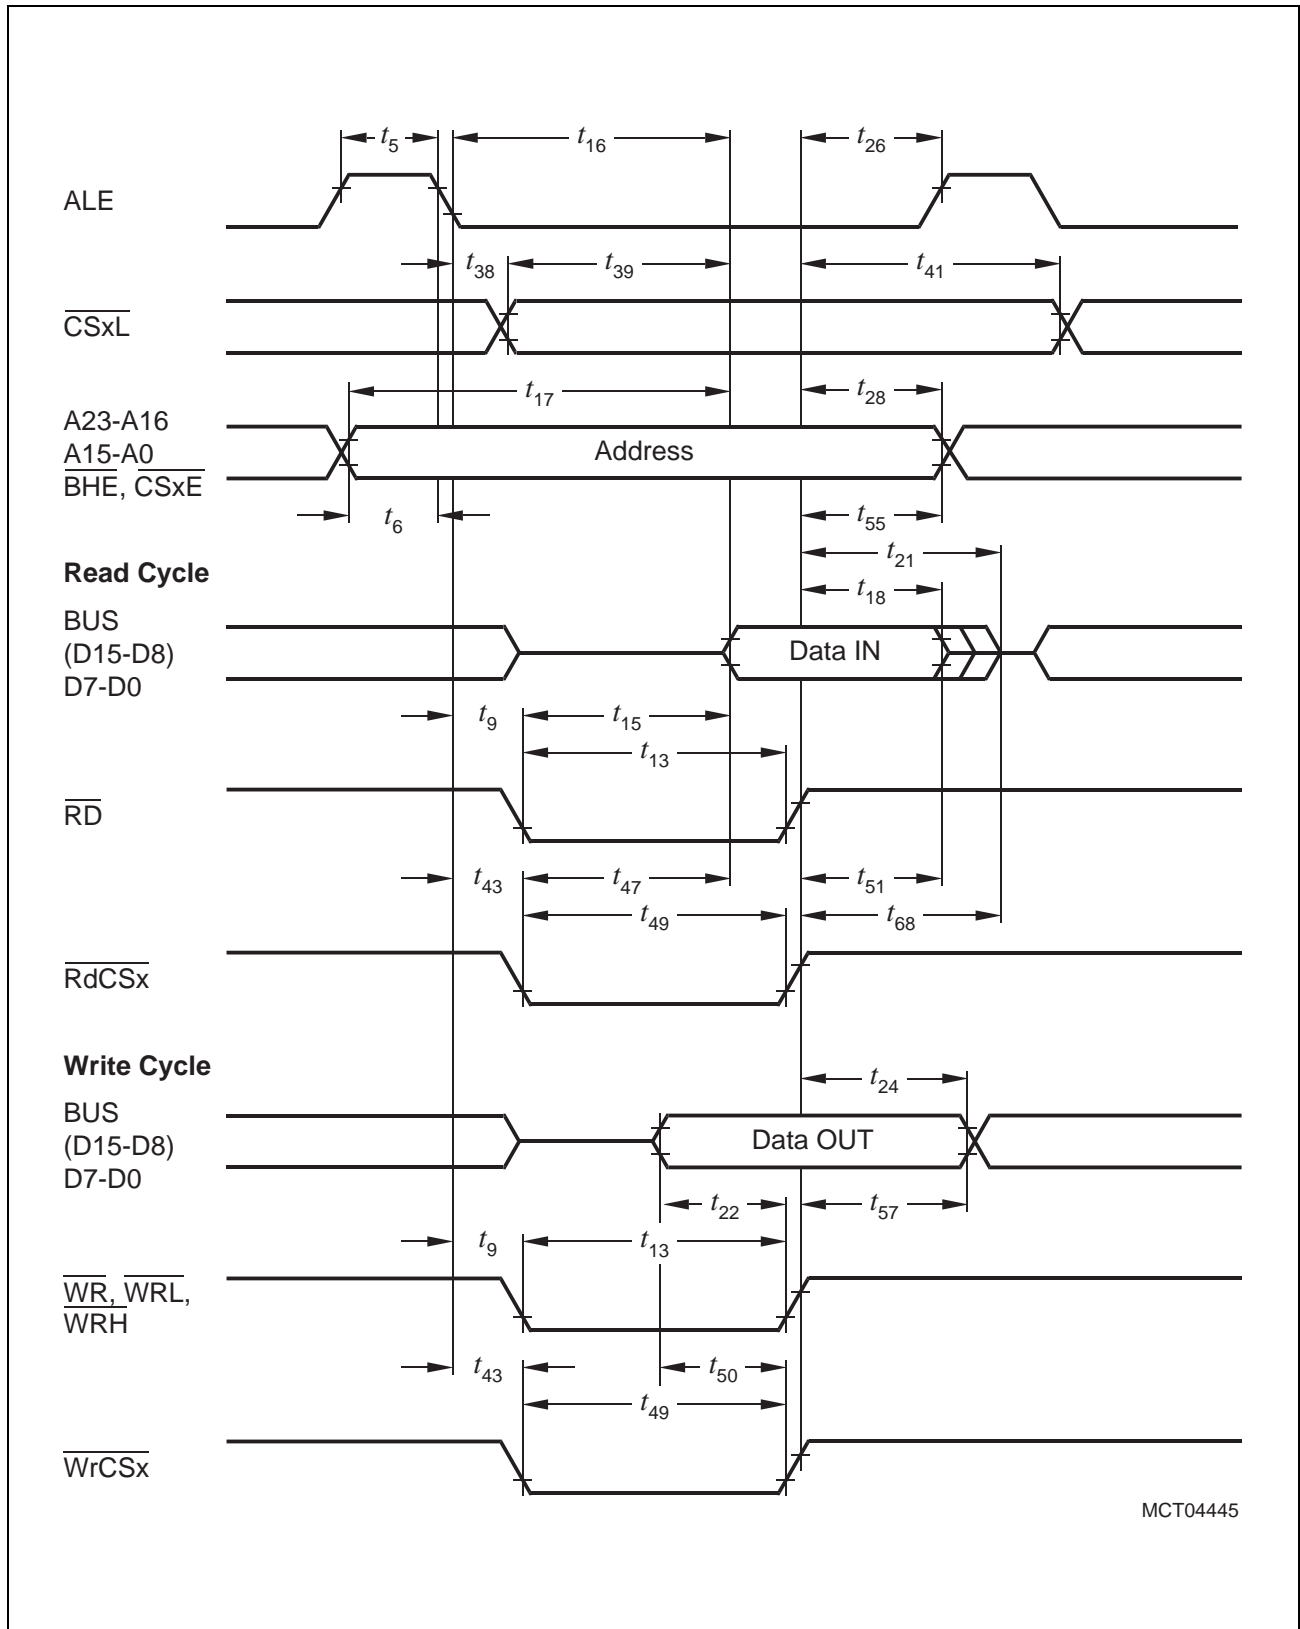 t5 t16 t26
ALE
t38 t39 t41
CSxL
t17 t28
A23-A16
A15-A0
BHE, CSxE
Address
t6 t55
t21
Read Cycle
t18
BUS
(D15-D8)
D7-D0
Data IN
t9 t15
t13
RD
t43 t47 t51
t49 t68
RdCSx
Write Cycle
t24
BUS
(D15-D8)
D7-D0
Data OUT
t22 t57
t9 t13
WR, WRL,
WRH
t43 t50
t49
WrCSx
MCT04445